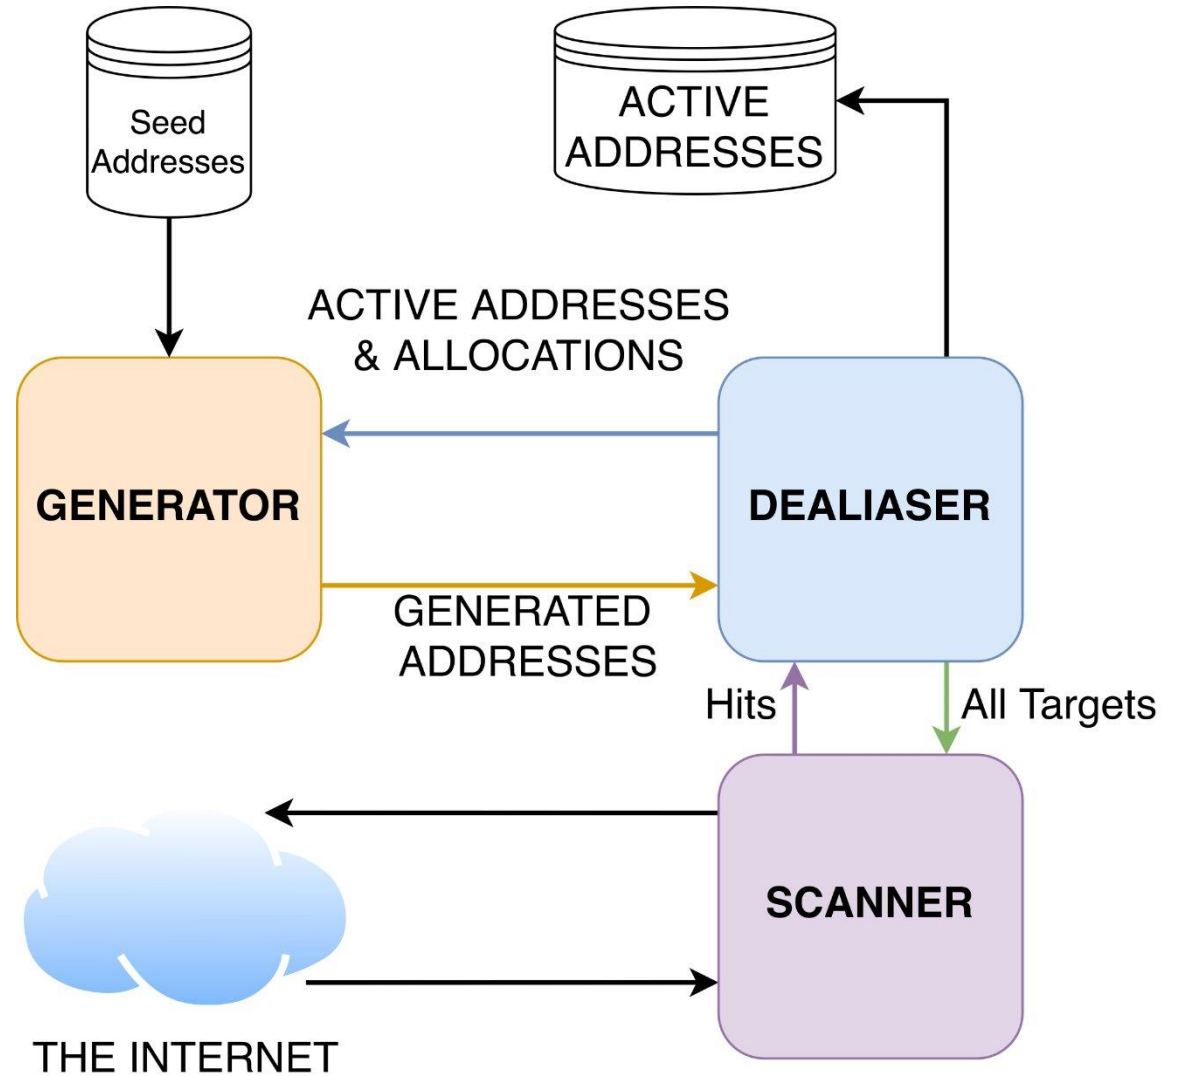 Seed
Addresses
ACTIVE
ADDRESSES
ACTIVE ADDRESSES
& ALLOCATIONS
GENERATOR
DEALIASER
GENERATED
ADDRESSES
Hits
All Targets
SCANNER
THE INTERNET